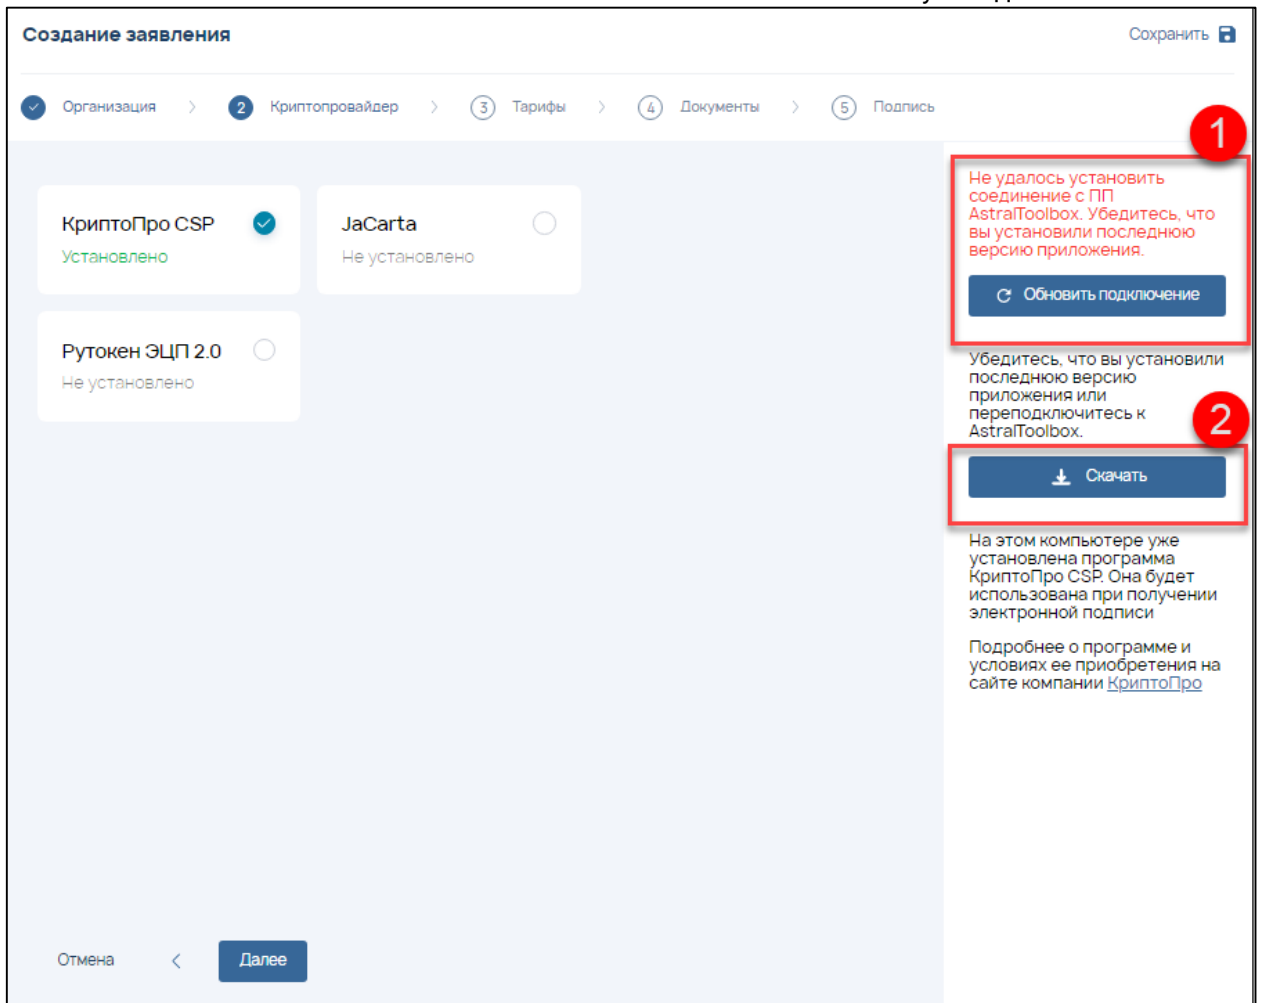 Создание заявления
Сохранить
Организация
2 Криптопровайдер
3 Тарифы
4 Документы
5 Подпись
1
КриптоПро CSP
Установлено
JaCarta
Не установлено
Рутокен ЭЦП 2.0
Не установлено
Не удалось установить
соединение с ПП
AstralToolbox. Убедитесь, что
вы установили последнюю
версию приложения.
Обновить подключение
Убедитесь, что вы установили
последнюю версию
приложения или
переподключитесь к
AstralToolbox.
2
Скачать
На этом компьютере уже
установлена программа
КриптоПро CSP. Она будет
использована при получении
электронной подписи
Подробнее о программе и
условиях ее приобретения на
сайте компании КриптоПро
Отмена
Далее